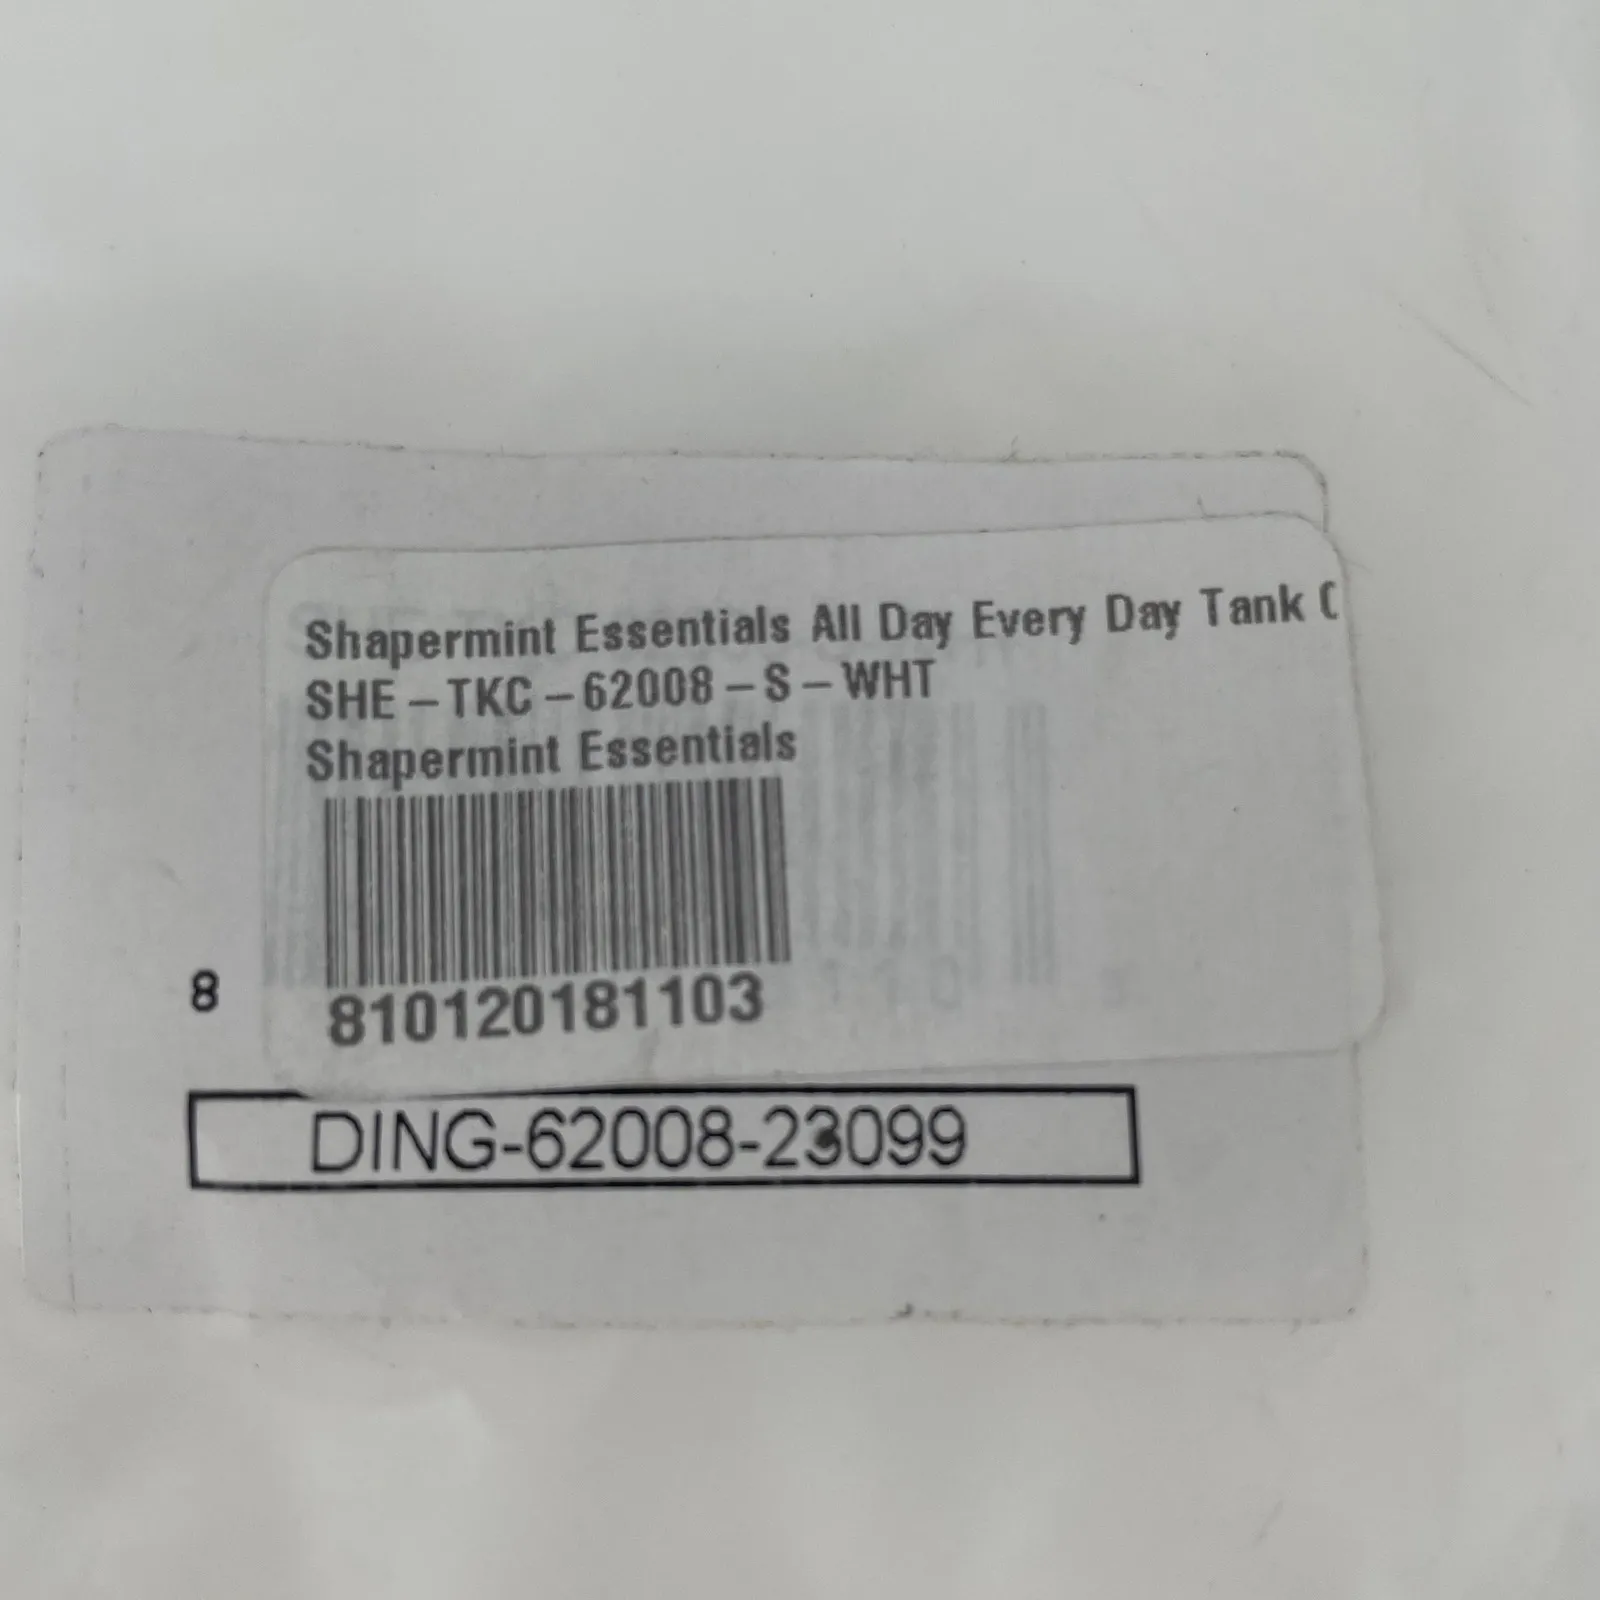 Shapermint Essentials All Day Every Day Tank C
SHE-TKC-62008-S-WHT
Shapermint Essentials
8
810120181103
DING-62008-23099